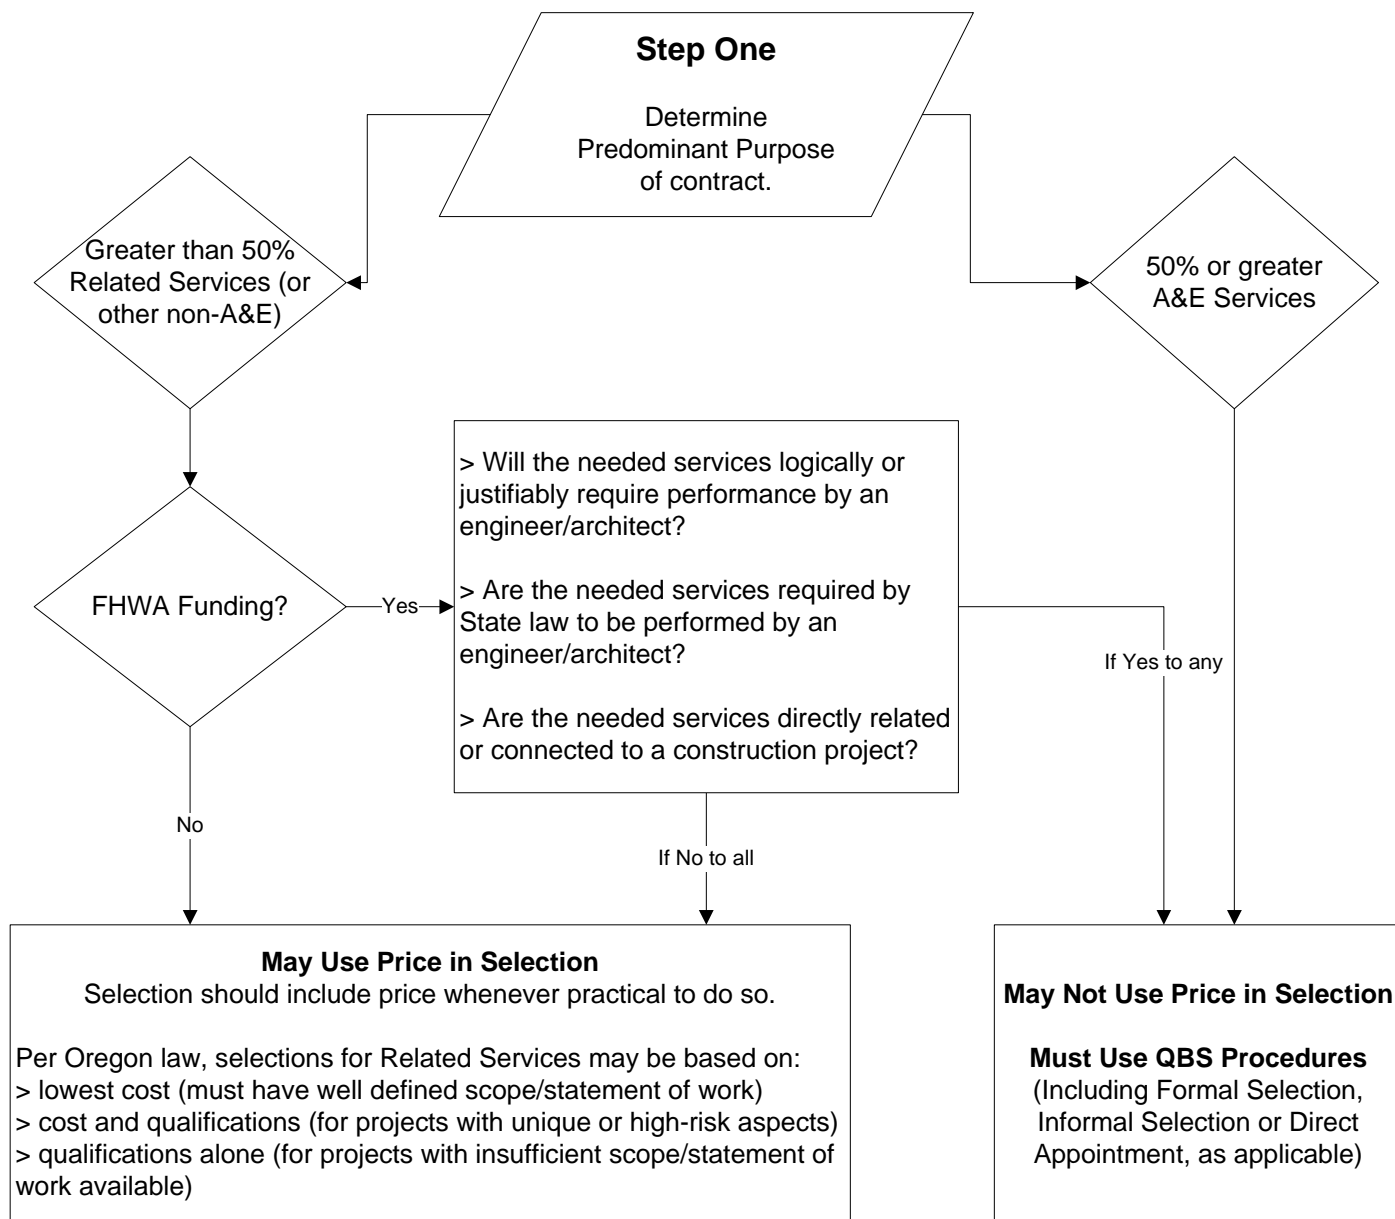 Step One
Determine
Predominant Purpose
of contract.
Greater than 50%
Related Services (or
other non-A&E)
50% or greater
A&E Services
FHWA Funding?
Yes
> Will the needed services logically or
justifiably require performance by an
engineer/architect?
> Are the needed services required by
State law to be performed by an
engineer/architect?
> Are the needed services directly related
or connected to a construction project?
If Yes to any
No
If No to all
May Use Price in Selection
Selection should include price whenever practical to do so.
Per Oregon law, selections for Related Services may be based on:
> lowest cost (must have well defined scope/statement of work)
> cost and qualifications (for projects with unique or high-risk aspects)
> qualifications alone (for projects with insufficient scope/statement of
work available)
May Not Use Price in Selection
Must Use QBS Procedures
(Including Formal Selection,
Informal Selection or Direct
Appointment, as applicable)